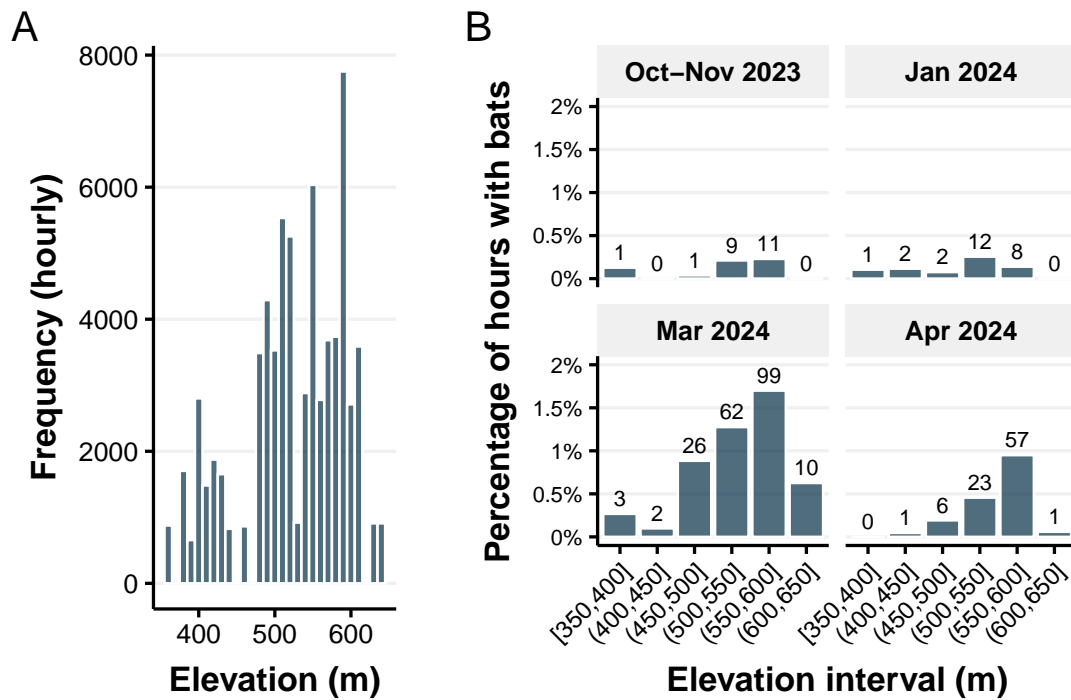 A
Frequency (hourly)
8000
6000
4000
2000
0
400 500 600
Elevation (m)
B
Percentage of hours with bats
Oct−Nov 2023
Jan 2024
2%
1.5%
1%
0.5%
0%
1 0 1 9 11 0
1 2 2 12 8 0
Mar 2024
Apr 2024
2%
1.5%
1%
0.5%
0%
3 2 26 62 99 10
0 1 6 23 57 1
[350,400] (400,450] (450,500] (500,550] (550,600] (600,650]
[350,400] (400,450] (450,500] (500,550] (550,600] (600,650]
Elevation interval (m)